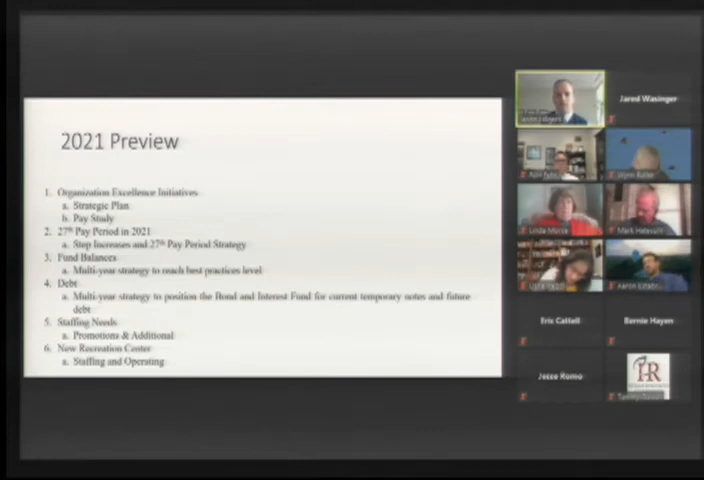 2021 Preview
1. Organization Excellence Initiatives
a. Strategic Plan
b. Pay Study
2. 27th Pay Period in 2021
a. Step Increases and 27th Pay Period Strategy
3. Fund Balances
a. Multi-year strategy to reach best practices level
4. Debt
a. Multi-year strategy to position the Bond and Interest Fund for current temporary notes and future
debt
5. Staffing Needs
a. Promotions & Additional
6. New Recreation Center
a. Staffing and Operating
Jared Wasinger
Wynn Butler
Linda Morse
Mark Hatesohl
Aaron
Eric Cattell
Bernie Hayen
Jesse Romo
HR